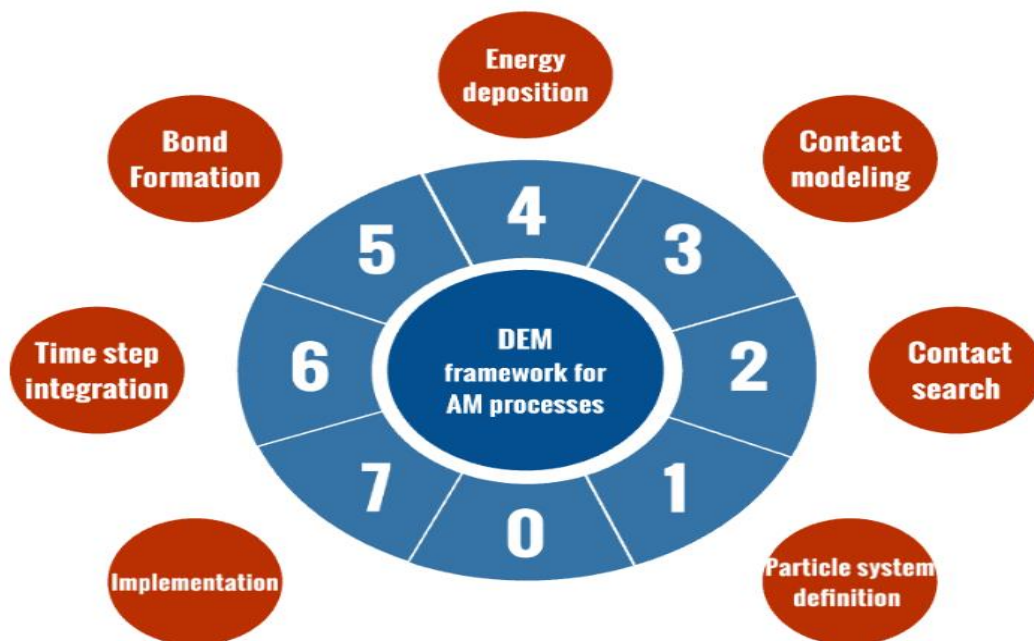 Energy
deposition
Bond
Formation
Contact
modeling
4
5
3
Time step
integration
6
DEM
framework for
AM processes
2
Contact
search
7
1
0
Implementation
Particle system
definition